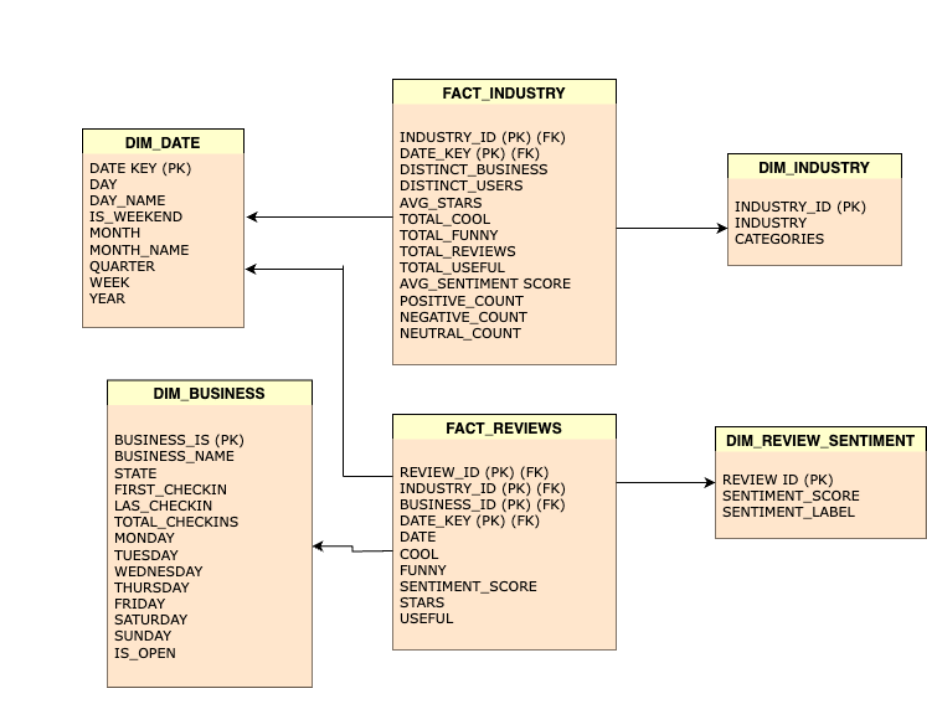 FACT_INDUSTRY
INDUSTRY_ID (PK) (FK)
DATE_KEY (PK) (FK)
DISTINCT_BUSINESS
DISTINCT_USERS
AVG_STARS
TOTAL_COOL
TOTAL_FUNNY
TOTAL_REVIEWS
TOTAL_USEFUL
AVG_SENTIMENT SCORE
POSITIVE_COUNT
NEGATIVE_COUNT
NEUTRAL_COUNT
DIM_DATE
DATE KEY (PK)
DAY
DAY_NAME
IS_WEEKEND
MONTH
MONTH_NAME
QUARTER
WEEK
YEAR
DIM_INDUSTRY
INDUSTRY_ID (PK)
INDUSTRY
CATEGORIES
DIM_BUSINESS
BUSINESS_IS (PK)
BUSINESS_NAME
STATE
FIRST_CHECKIN
LAS_CHECKIN
TOTAL_CHECKINS
MONDAY
TUESDAY
WEDNESDAY
THURSDAY
FRIDAY
SATURDAY
SUNDAY
IS_OPEN
FACT_REVIEWS
REVIEW_ID (PK) (FK)
INDUSTRY_ID (PK) (FK)
BUSINESS_ID (PK) (FK)
DATE_KEY (PK) (FK)
DATE
COOL
FUNNY
SENTIMENT_SCORE
STARS
USEFUL
DIM_REVIEW_SENTIMENT
REVIEW ID (PK)
SENTIMENT_SCORE
SENTIMENT_LABEL